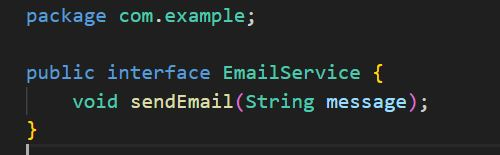 package com.example;
public interface EmailService {
    void sendEmail(String message);
}